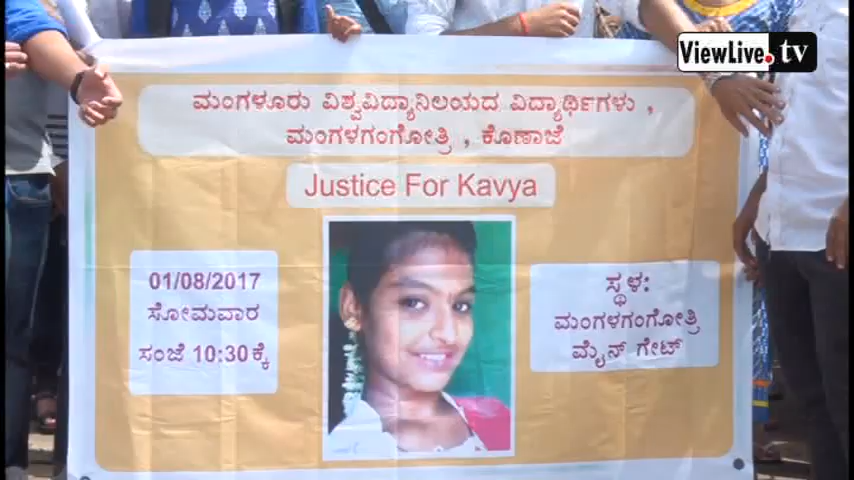 ViewLive.tv
ಮಂಗಳೂರು ವಿಶ್ವವಿದ್ಯಾನಿಲಯದ ವಿದ್ಯಾರ್ಥಿಗಳು ,
ಮಂಗಳಗಂಗೋತ್ರಿ , ಕೊಣಾಜೆ
Justice For Kavya
01/08/2017
ಸೋಮವಾರ
ಸಂಜೆ 10:30ಕ್ಕೆ
ಸ್ಥಳ:
ಮಂಗಳಗಂಗೋತ್ರಿ
ಮೈನ್ ಗೇಟ್